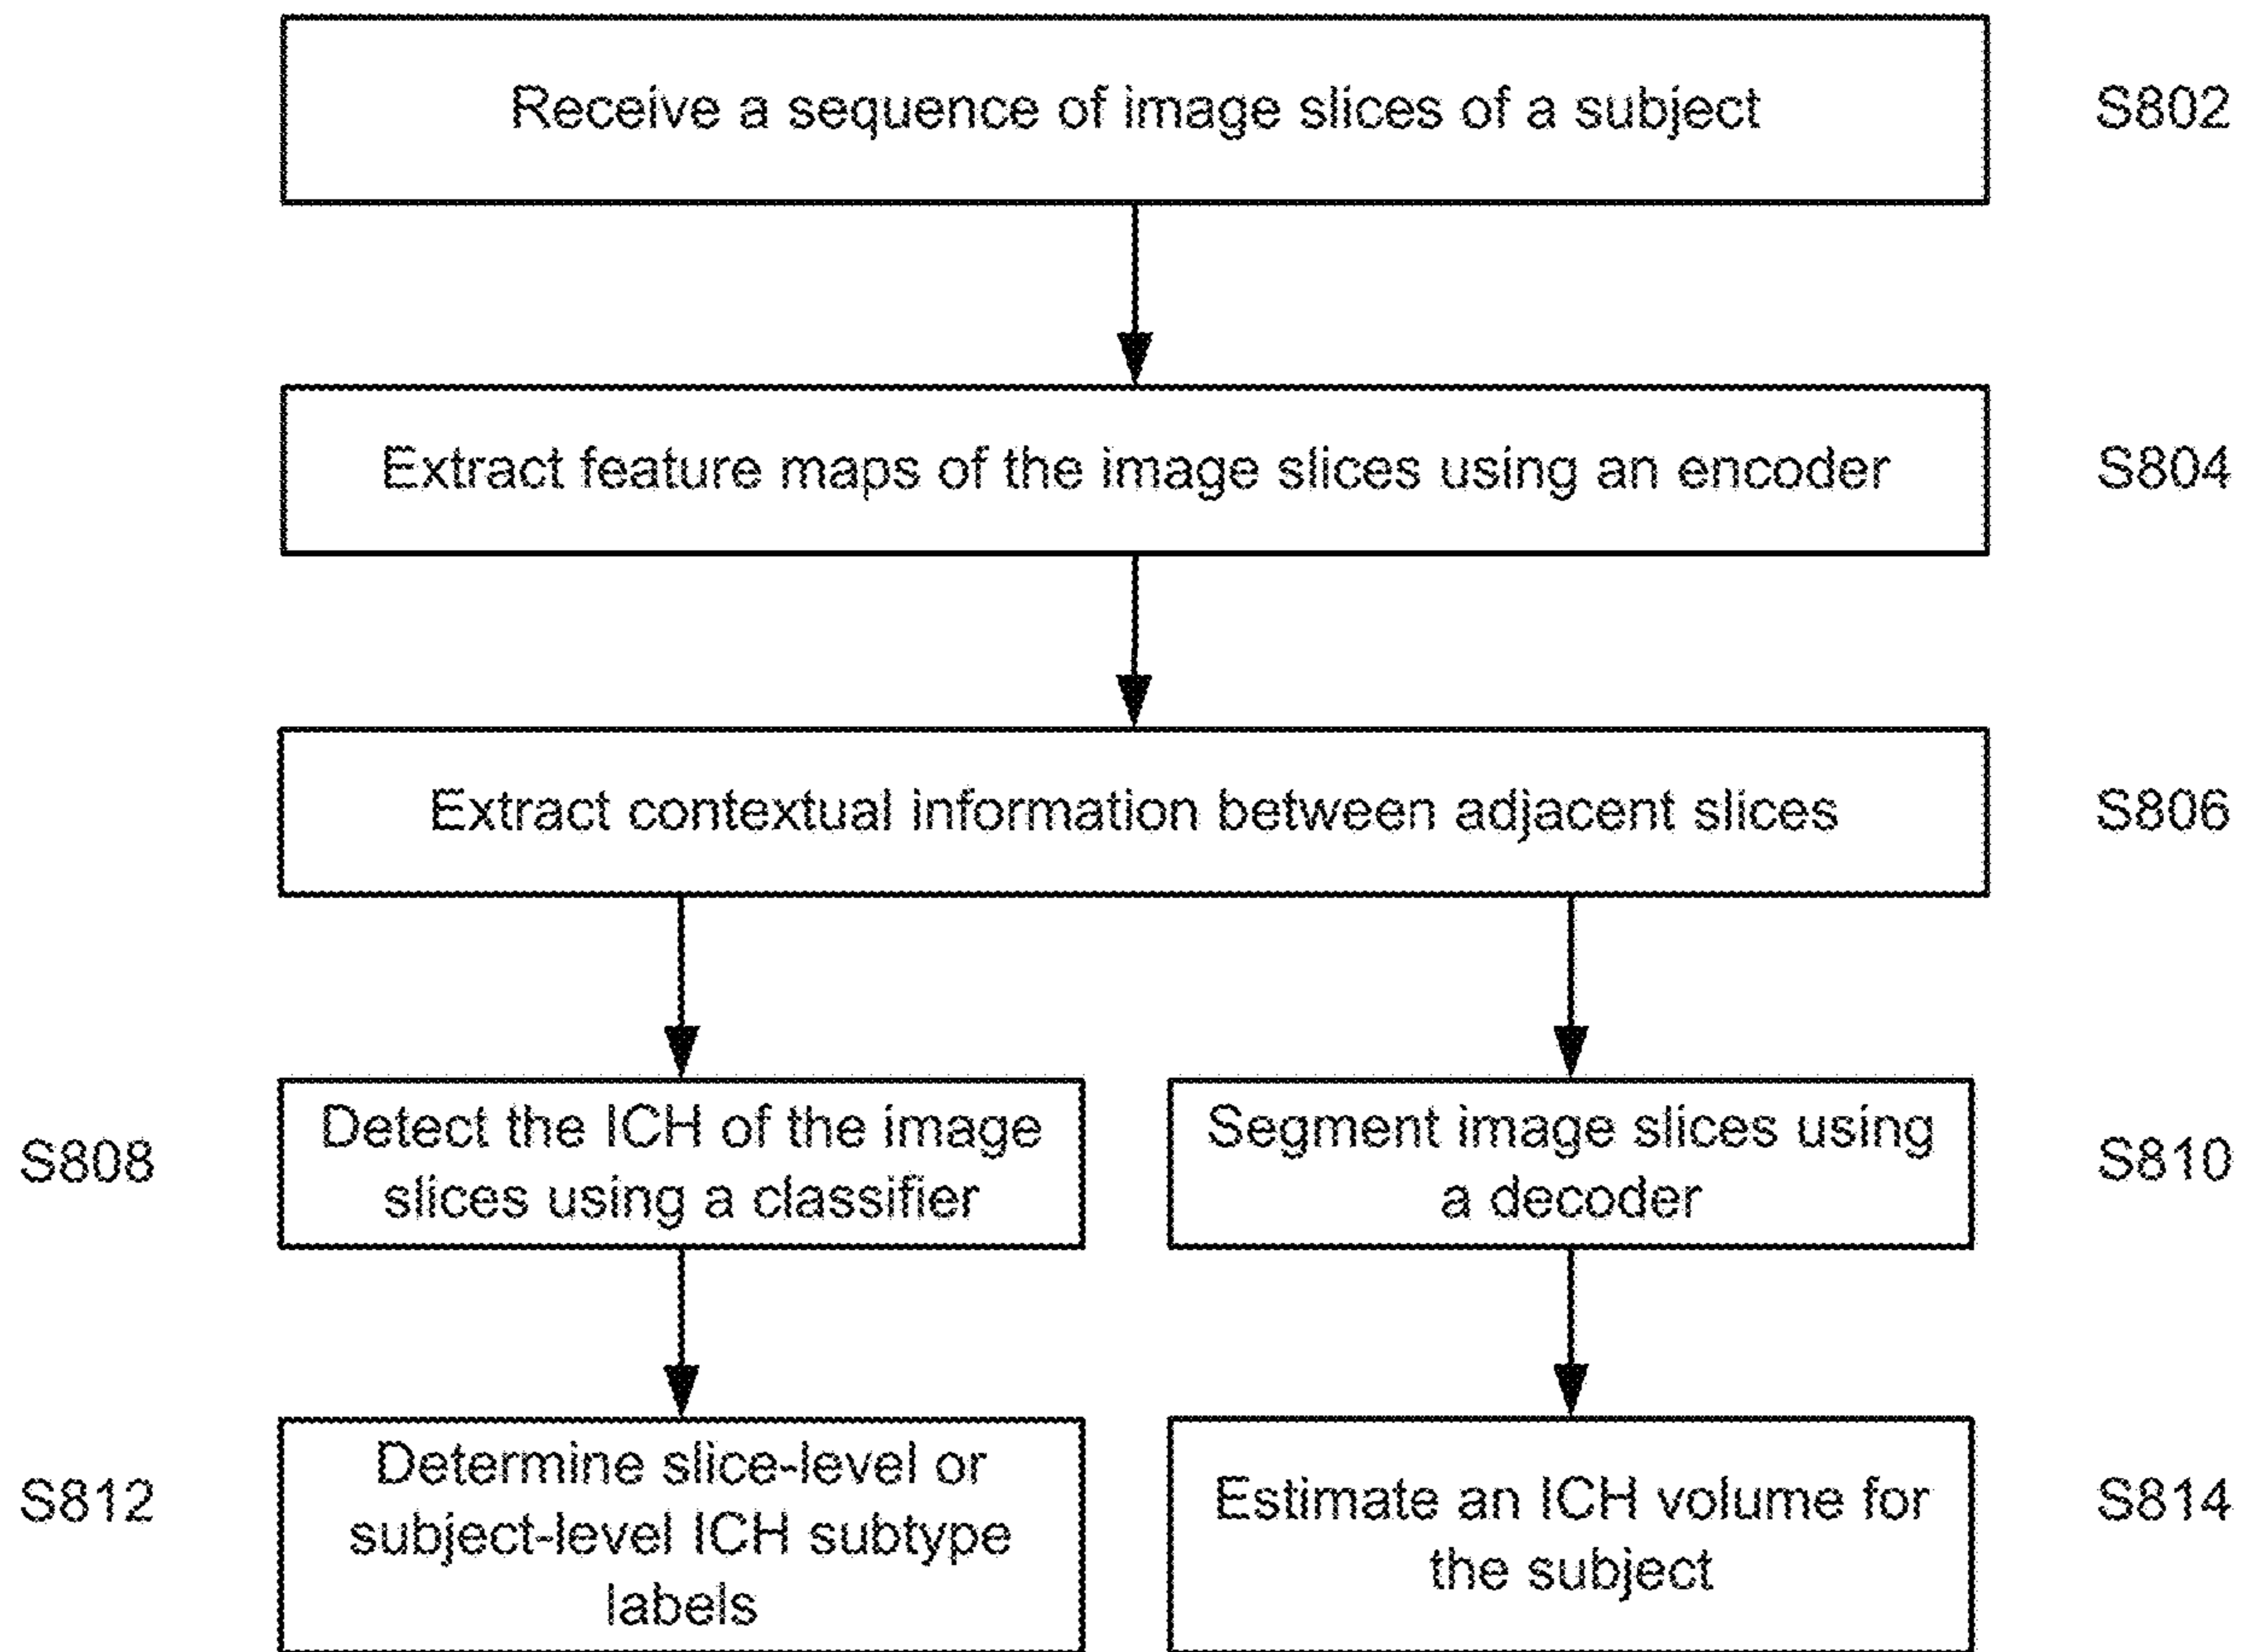 Receive a sequence of image slices of a subject
S802
Extract feature maps of the image slices using an encoder
S804
Extract contextual information between adjacent slices
S806
S808
Detect the ICH of the image
slices using a classifier
Segment image slices using
a decoder
S810
S812
Determine slice-level or
subject-level ICH subtype
labels
Estimate an ICH volume for
the subject
S814